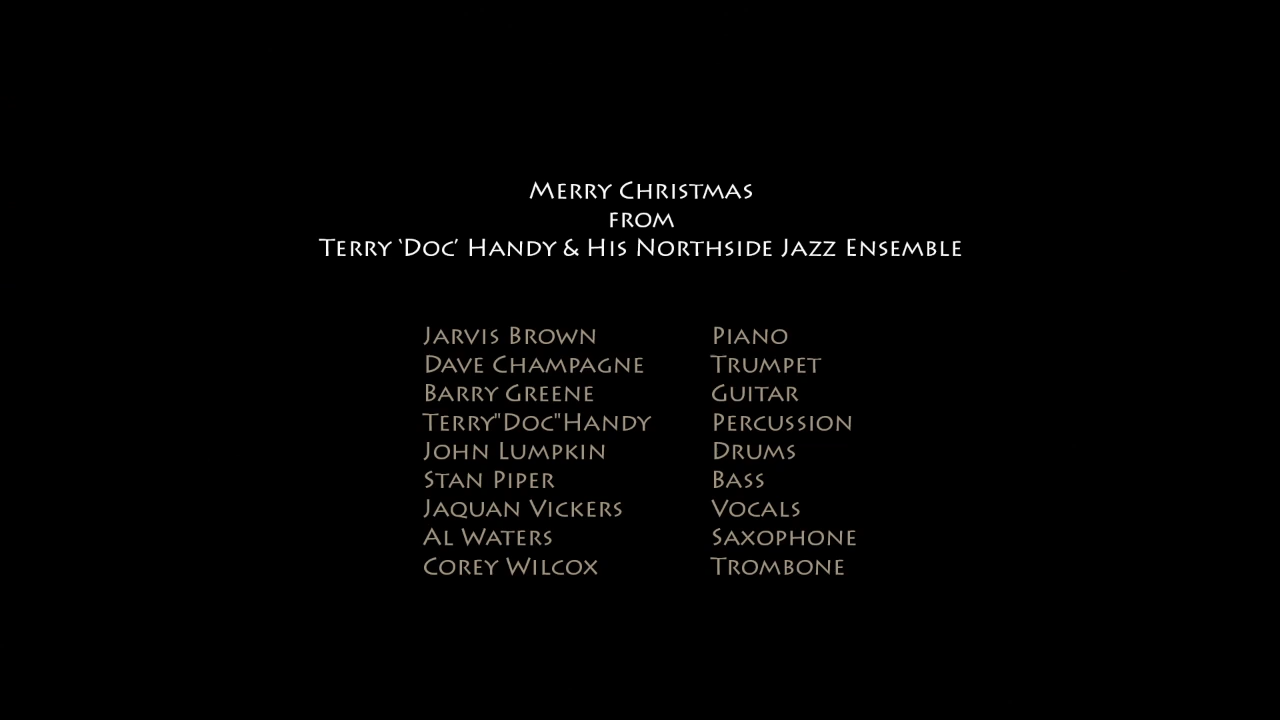 Merry Christmas
from
Terry ‘Doc’ Handy & His Northside Jazz Ensemble
Jarvis Brown Piano
Dave Champagne Trumpet
Barry Greene Guitar
Terry"Doc"Handy Percussion
John Lumpkin Drums
Stan Piper Bass
Jaquan Vickers Vocals
Al Waters Saxophone
Corey Wilcox Trombone